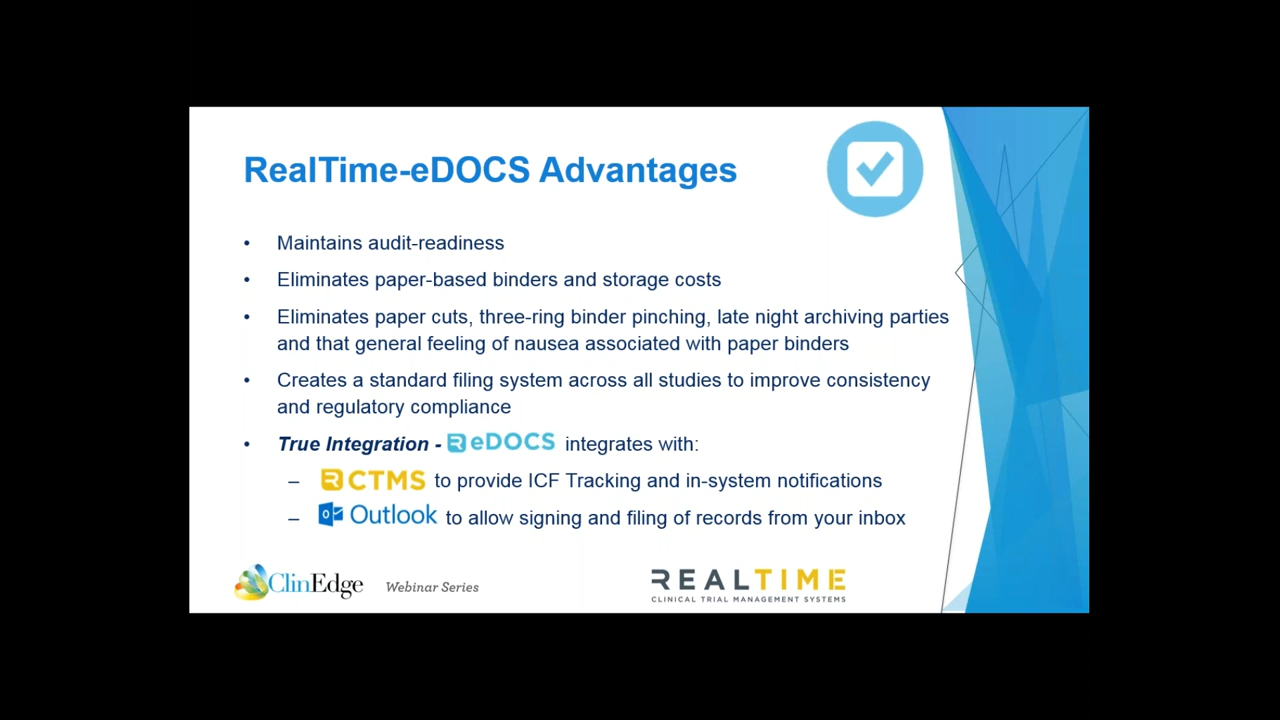 RealTime-eDOCS Advantages
• Maintains audit-readiness
• Eliminates paper-based binders and storage costs
• Eliminates paper cuts, three-ring binder pinching, late night archiving parties
and that general feeling of nausea associated with paper binders
• Creates a standard filing system across all studies to improve consistency
and regulatory compliance
• True Integration - eDOCS integrates with:
– CTMS to provide ICF Tracking and in-system notifications
– Outlook to allow signing and filing of records from your inbox
ClinEdge Webinar Series
REALTIME
CLINICAL TRIAL MANAGEMENT SYSTEMS